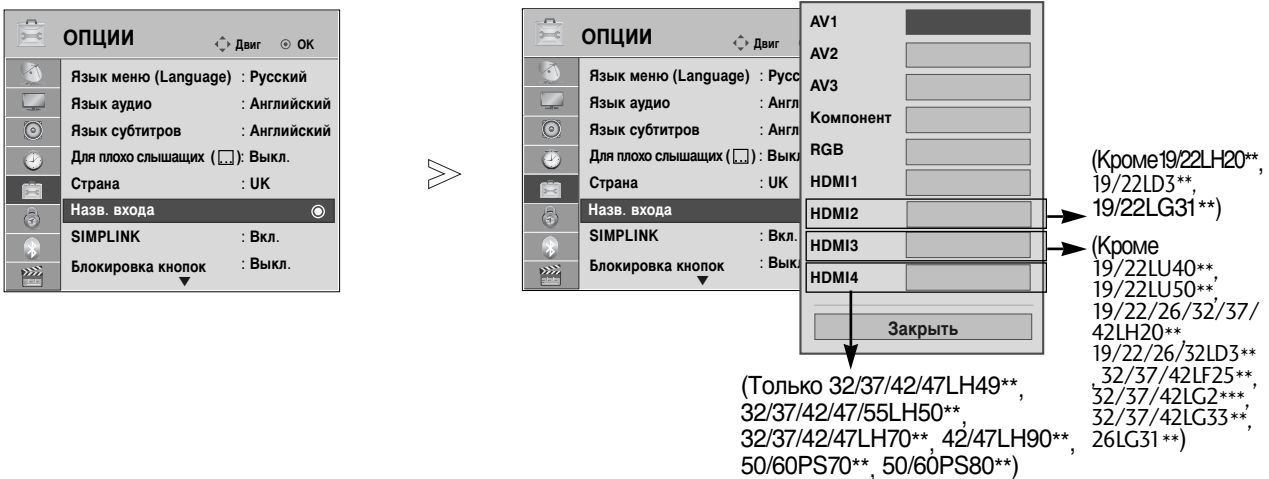 ОПЦИИ
Двиг ОК
Язык меню (Language) : Русский
Язык аудио : Английский
Язык субтитров : Английский
Для плохо слышащих ( ): Выкл.
Страна : UK
Назв. входа
SIMPLINK : Вкл.
Блокировка кнопок : Выкл.
ОПЦИИ
Двиг
Язык меню (Language) : Русс
Язык аудио : Англ
Язык субтитров : Англ
Для плохо слышащих ( ) : Выкл
Страна : UK
Назв. входа
SIMPLINK : Вкл.
Блокировка кнопок : Выкл
AV1
AV2
AV3
Компонент
RGB
HDMI1
HDMI2
HDMI3
HDMI4
Закрыть
(Кроме19/22LH20**,
19/22LD3**,
19/22LG31**)
(Кроме
19/22LU40**,
19/22LU50**,
19/22/26/32/37/
42LH20**,
19/22/26/32LD3**
, 32/37/42LF25**,
32/37/42LG2***,
32/37/42LG33**,
26LG31**)
(Только 32/37/42/47LH49**,
32/37/42/47/55LH50**,
32/37/42/47LH70**, 42/47LH90**,
50/60PS70**, 50/60PS80**)